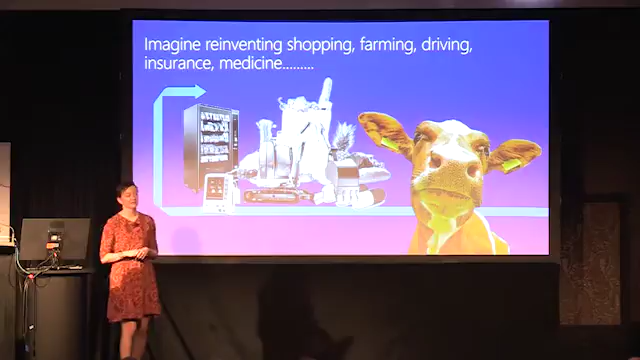 Imagine reinventing shopping, farming, driving,
insurance, medicine.........